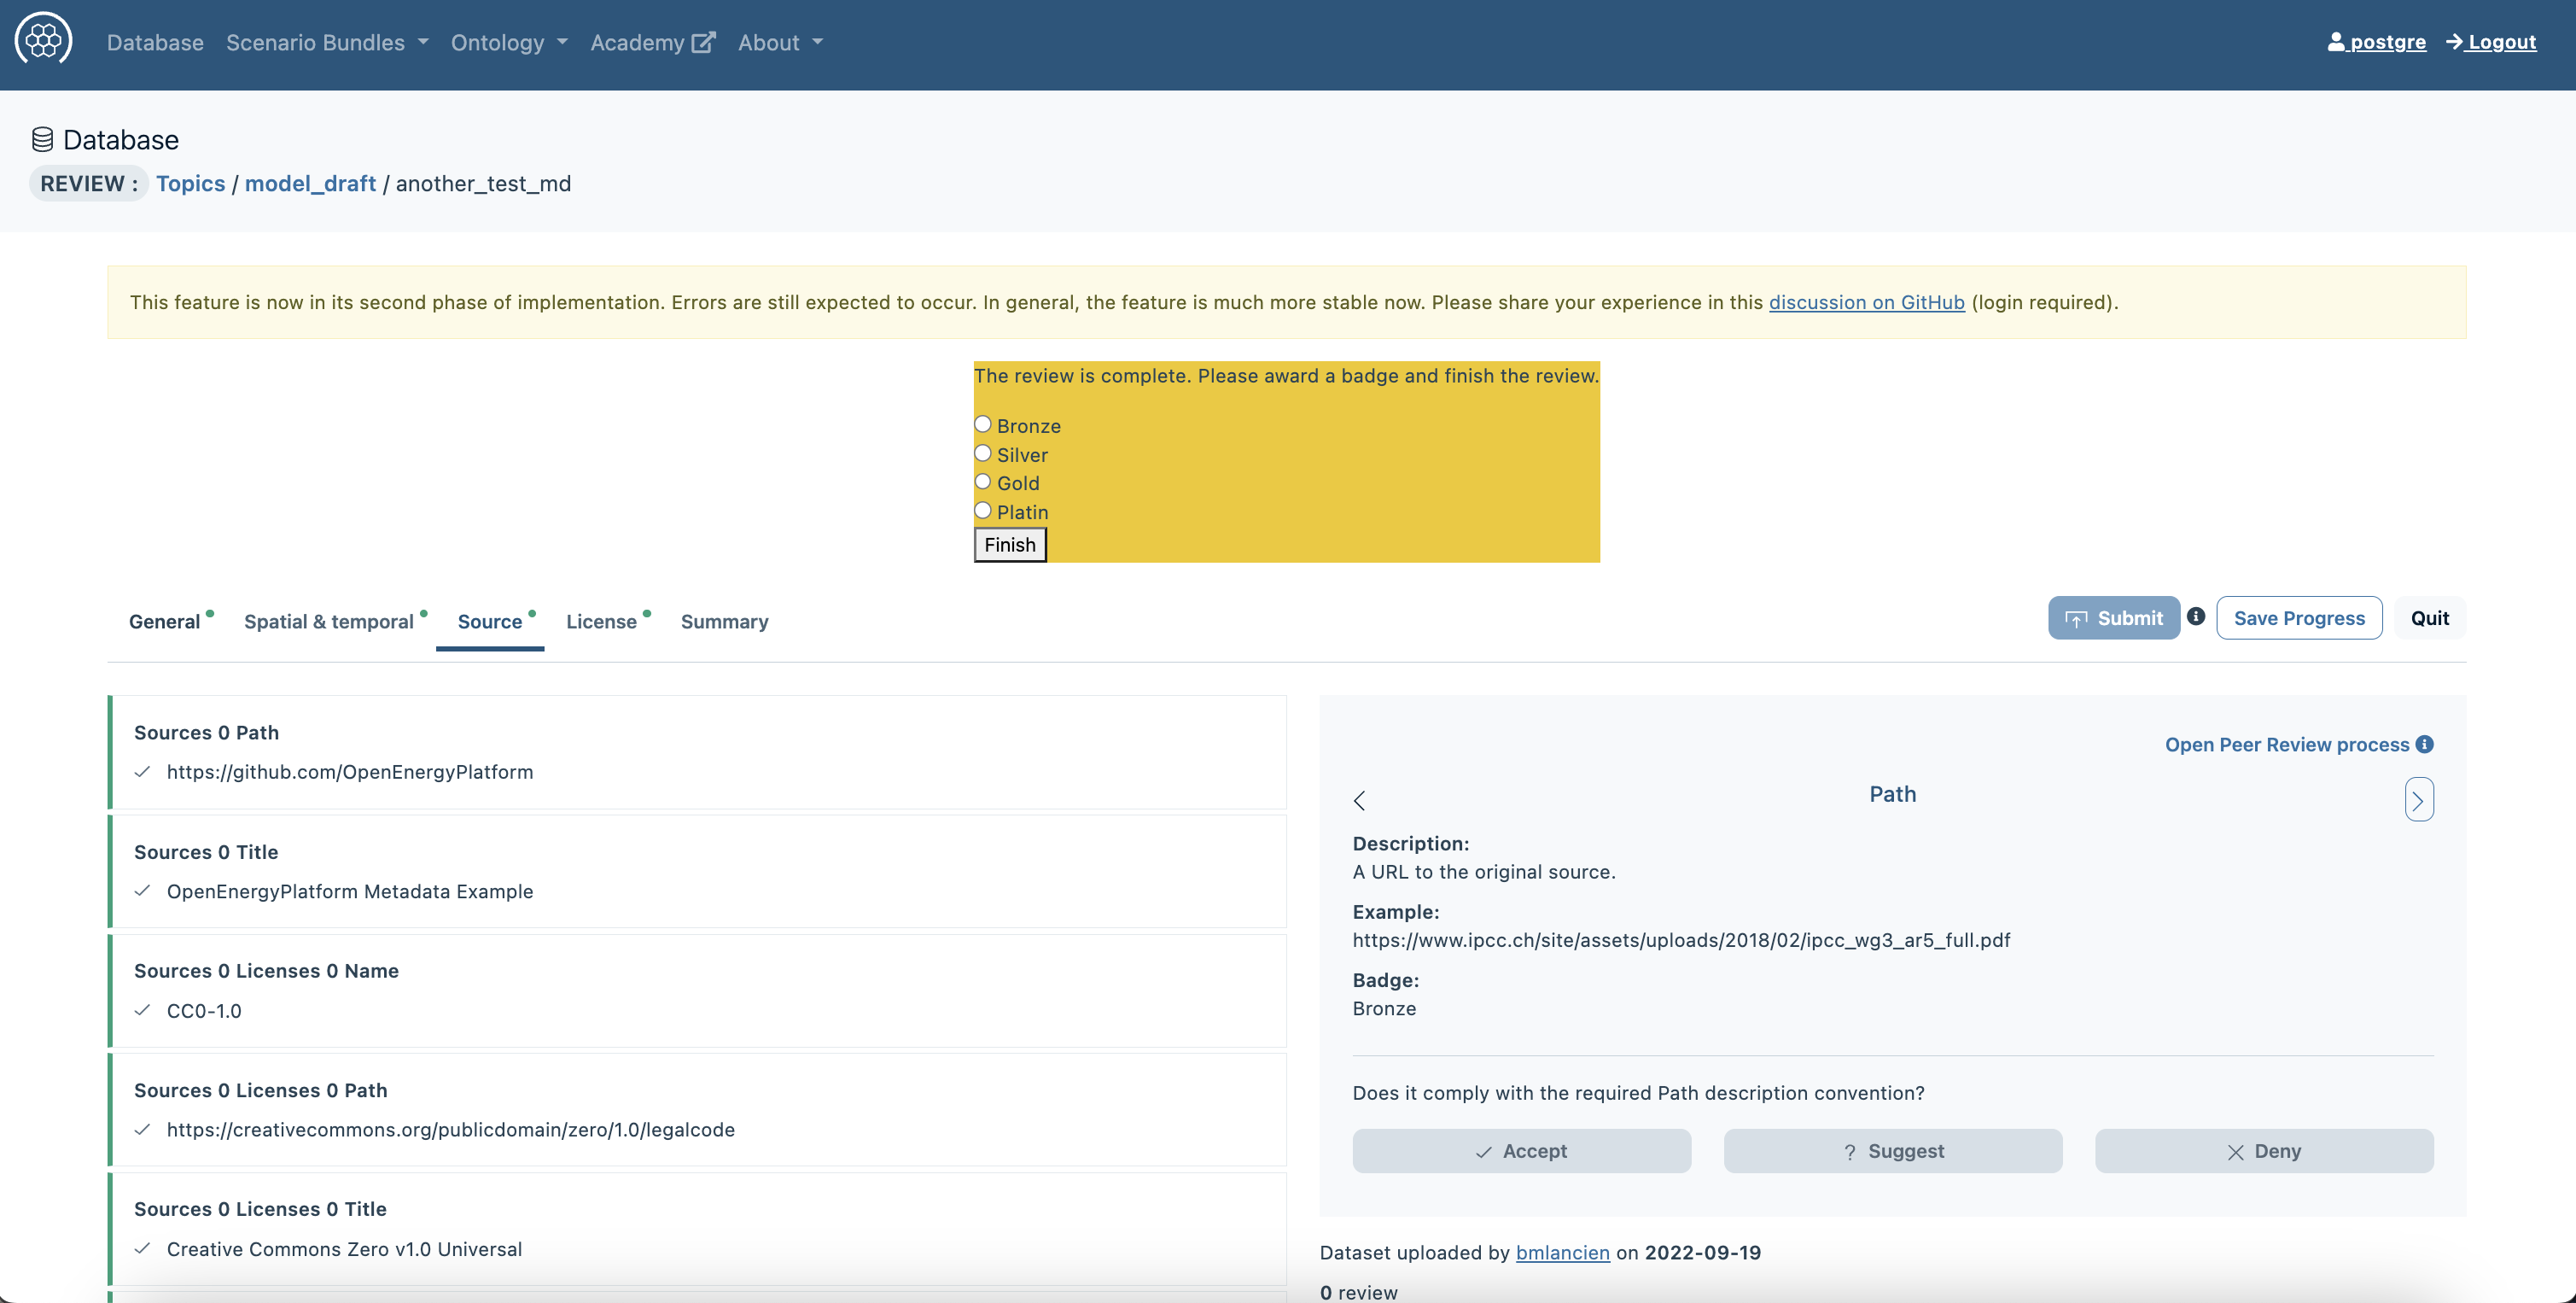 Database Scenario Bundles Ontology Academy About postgre Logout
Database
REVIEW : Topics / model_draft / another_test_md
This feature is now in its second phase of implementation. Errors are still expected to occur. In general, the feature is much more stable now. Please share your experience in this discussion on GitHub (login required).
The review is complete. Please award a badge and finish the review.
Bronze
Silver
Gold
Platin
Finish
General Spatial & temporal Source License Summary Submit Save Progress Quit
Sources 0 Path
https://github.com/OpenEnergyPlatform
Sources 0 Title
OpenEnergyPlatform Metadata Example
Sources 0 Licenses 0 Name
CC0-1.0
Sources 0 Licenses 0 Path
https://creativecommons.org/publicdomain/zero/1.0/legalcode
Sources 0 Licenses 0 Title
Creative Commons Zero v1.0 Universal
Open Peer Review process
Path
Description:
A URL to the original source.
Example:
https://www.ipcc.ch/site/assets/uploads/2018/02/ipcc_wg3_ar5_full.pdf
Badge:
Bronze
Does it comply with the required Path description convention?
Accept ? Suggest Deny
Dataset uploaded by bmlancien on 2022-09-19
0 review